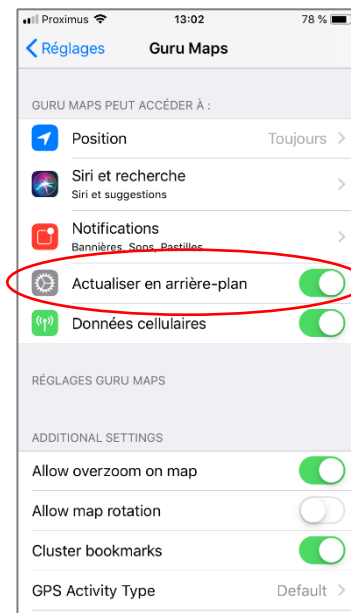 Proximus 13:02 78 %
Réglages Guru Maps
GURU MAPS PEUT ACCÉDER À :
Position Toujours
Siri et recherche
Siri et suggestions
Notifications
Bannières, Sons, Pastilles
Actualiser en arrière-plan
Données cellulaires
RÉGLAGES GURU MAPS
ADDITIONAL SETTINGS
Allow overzoom on map
Allow map rotation
Cluster bookmarks
GPS Activity Type Default